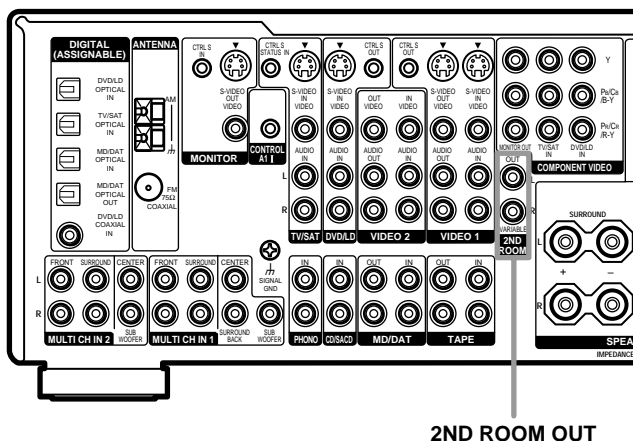 DIGITAL
(ASSIGNABLE)
DVD/LD
OPTICAL
IN
TV/SAT
OPTICAL
IN
MD/DAT
OPTICAL
IN
MD/DAT
OPTICAL
OUT
DVD/LD
COAXIAL
IN
ANTENNA
AM
FM
75Ω
COAXIAL
CTRL S
IN
S-VIDEO
OUT
VIDEO
MONITOR
CTRL S
STATUS IN
CONTROL
A1 II
S-VIDEO
IN
VIDEO
AUDIO
IN
L
R
TV/SAT
S-VIDEO
IN
VIDEO
AUDIO
IN
DVD/LD
CTRL S
OUT
OUT
VIDEO
IN
VIDEO
AUDIO
OUT
AUDIO
IN
VIDEO 2
CTRL S
OUT
S-VIDEO
OUT
VIDEO
S-VIDEO
IN
VIDEO
AUDIO
OUT
AUDIO
IN
VIDEO 1
Y
PB/CB
/B-Y
PR/CR
/R-Y
MONITOR OUT
TV/SAT
IN
DVD/LD
IN
COMPONENT VIDEO
OUT
L
R
VARIABLE
2ND
ROOM
SURROUND
L
+ –
R
SPEA
IMPEDANCE
SIGNAL
GND
FRONT SURROUND CENTER
L
R
SUB
WOOFER
MULTI CH IN 2
FRONT SURROUND CENTER
SURROUND
BACK
SUB
WOOFER
MULTI CH IN 1
IN
PHONO
IN
CD/SACD
OUT IN
MD/DAT
OUT IN
TAPE
2ND ROOM OUT